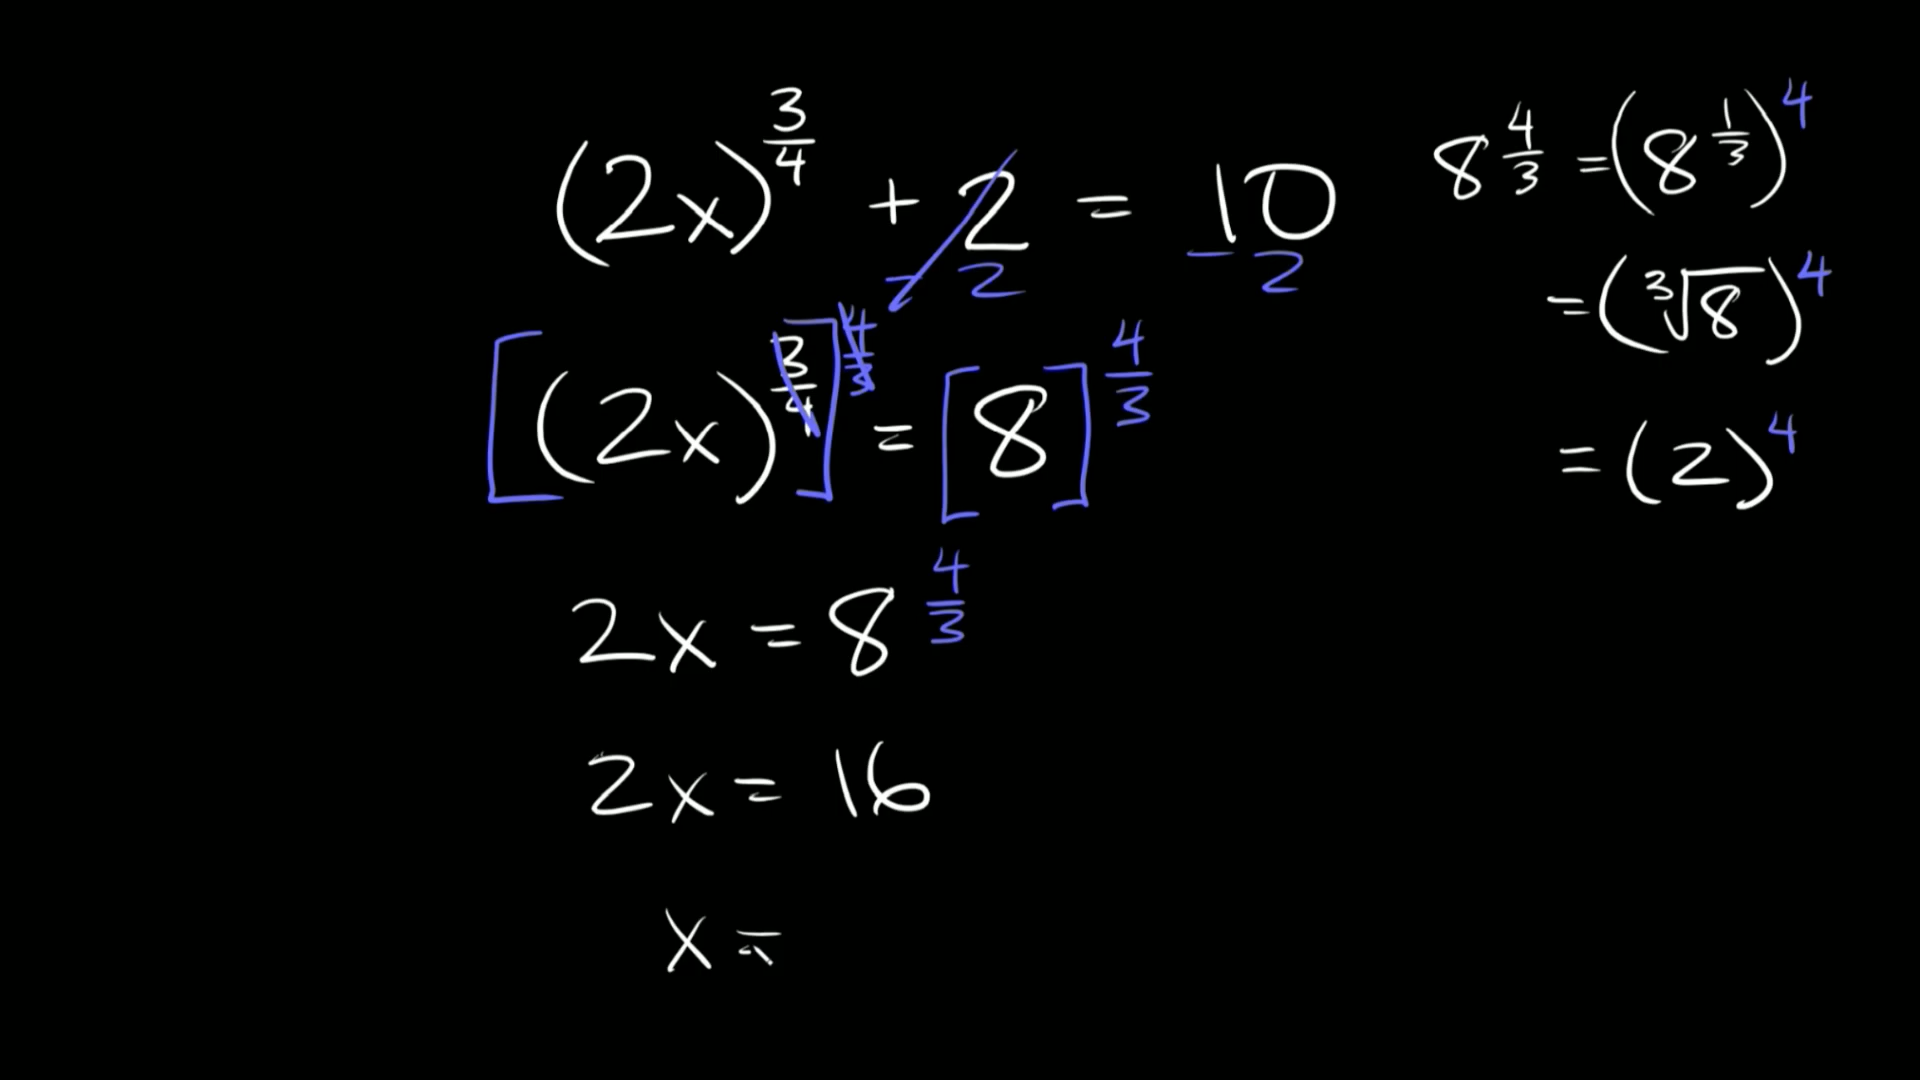 (2x)^(3/4) + 2 = 10
- 2 - 2
[(2x)^(3/4)]^(4/3) = [8]^(4/3)
2x = 8^(4/3)
2x = 16
x =
8^(4/3) = (8^(1/3))^4
= (∛8)^4
= (2)^4